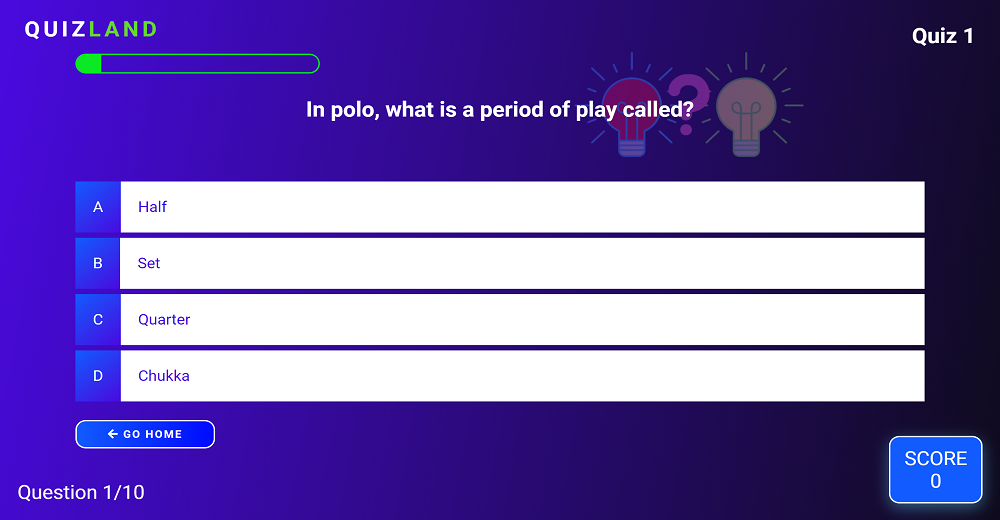 QUIZLAND
Quiz 1
In polo, what is a period of play called?
A Half
B Set
C Quarter
D Chukka
← GO HOME
SCORE
0
Question 1/10